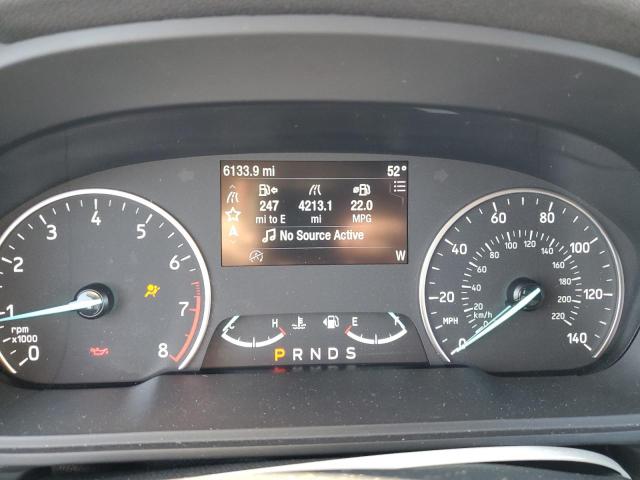 6133.9 mi 52°
247 4213.1 22.0
mi to E mi MPG
No Source Active
W
0 1 2 3 4 5 6 7 8
rpm
x1000
C H E F
P R N D S
0 20 40 60 80 100 120 140
MPH
0 20 40 60 80 100 120 140 160 180 200 220
km/h